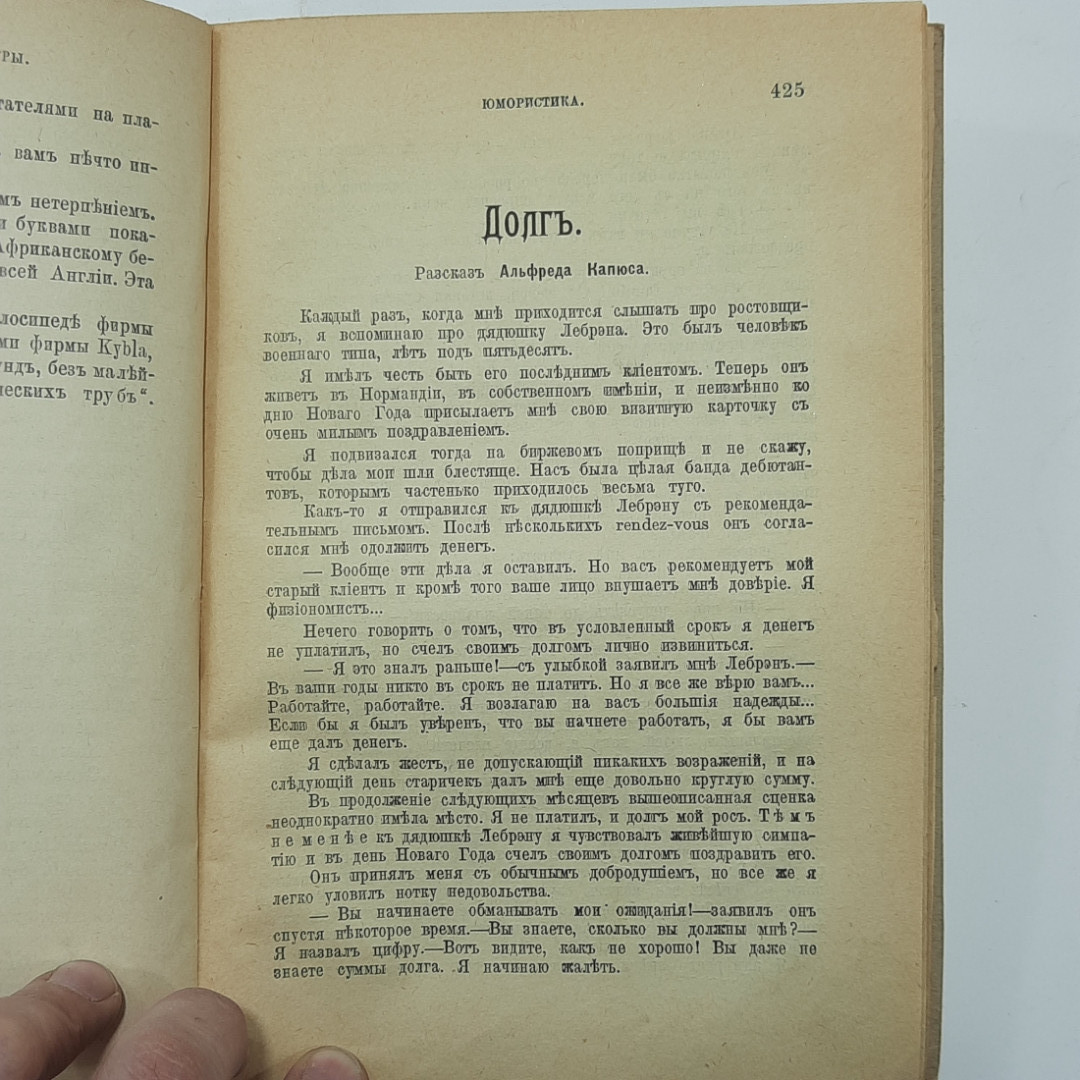 ТРЫ.
тателями на пла-
вамъ нѣчто ин-
мъ нетерпѣніемъ.
и буквами пока-
Африканскому бе-
всей Англіи. Эта
лосипедѣ фирмы
ми фирмы Kybla,
ундъ, безъ малѣй-
ческихъ трубъ“.
ЮМОРИСТИКА. 425
Долгъ.
Разсказъ Альфреда Капюса.
Каждый разъ, когда мнѣ приходится слышать про ростовщи-
ковъ, я вспоминаю про дядюшку Лебрэна. Это былъ человѣкъ
военнаго типа, лѣтъ подъ пятьдесятъ.
Я имѣлъ честь быть его послѣднимъ кліентомъ. Теперь онъ
живетъ въ Нормандіи, въ собственномъ имѣніи, и неизмѣнно ко
дню Новаго Года присылаетъ мнѣ свою визитную карточку съ
очень милымъ поздравленіемъ.
Я подвизался тогда на биржевомъ поприщѣ и не скажу,
чтобы дѣла мои шли блестяще. Насъ была цѣлая банда дебютан-
товъ, которымъ частенько приходилось весьма туго.
Какъ-то я отправился къ дядюшкѣ Лебрэну съ рекоменда-
тельнымъ письмомъ. Послѣ нѣсколькихъ rendez-vous онъ согла-
сился мнѣ одолжить денегъ.
— Вообще эти дѣла я оставилъ. Но васъ рекомендуетъ мой
старый кліентъ и кромѣ того ваше лицо внушаетъ мнѣ довѣріе. Я
физіономистъ...
Нечего говорить о томъ, что въ условленный срокъ я денегъ
не уплатилъ, но счелъ своимъ долгомъ лично извиниться.
— Я это зналъ раньше!—съ улыбкой заявилъ мнѣ Лебрэнъ.—
Въ ваши годы никто въ срокъ не платитъ. Но я все же вѣрю вамъ...
Работайте, работайте. Я возлагаю на васъ большія надежды...
Если бы я былъ увѣренъ, что вы начнете работать, я бы вамъ
еще далъ денегъ.
Я сдѣлалъ жестъ, не допускающій никакихъ возраженій, и на
слѣдующій день старичекъ далъ мнѣ еще довольно круглую сумму.
Въ продолженіе слѣдующихъ мѣсяцевъ вышеописанная сценка
неоднократно имѣла мѣсто. Я не платилъ, и долгъ мой росъ. Тѣмъ
не менѣе къ дядюшкѣ Лебрэну я чувствовалъ живѣйшую симпа-
тію и въ день Новаго Года счелъ своимъ долгомъ поздравить его.
Онъ принялъ меня съ обычнымъ добродушіемъ, но все же я
легко уловилъ нотку недовольства.
— Вы начинаете обманывать мои ожиданія!—заявилъ онъ
спустя нѣкоторое время.—Вы знаете, сколько вы должны мнѣ?—
Я назвалъ цифру.—Вотъ видите, какъ не хорошо! Вы даже не
знаете суммы долга. Я начинаю жалѣть.